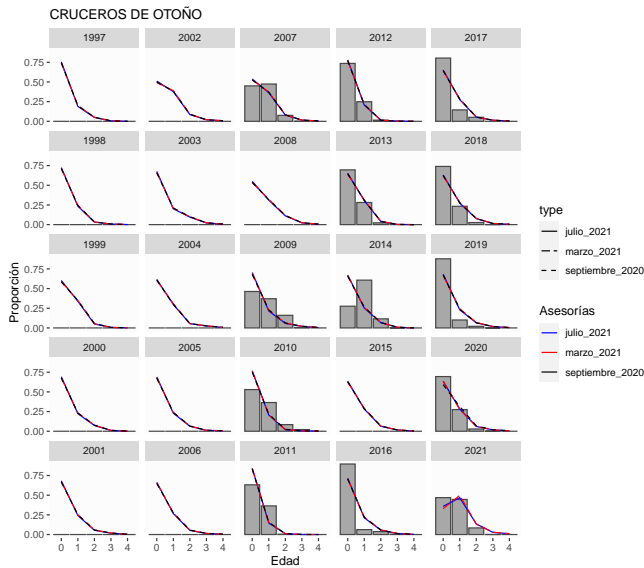 CRUCEROS DE OTOÑO
1997 2002 2007 2012 2017
0.75
0.50
0.25
0.00
1998 2003 2008 2013 2018
0.75
0.50
0.25
0.00
1999 2004 2009 2014 2019
0.75
0.50
0.25
0.00
2000 2005 2010 2015 2020
0.75
0.50
0.25
0.00
2001 2006 2011 2016 2021
0.75
0.50
0.25
0.00
0 1 2 3 4 0 1 2 3 4 0 1 2 3 4 0 1 2 3 4 0 1 2 3 4
Edad
Proporción
type
julio_2021
marzo_2021
septiembre_2020
Asesorías
julio_2021
marzo_2021
septiembre_2020